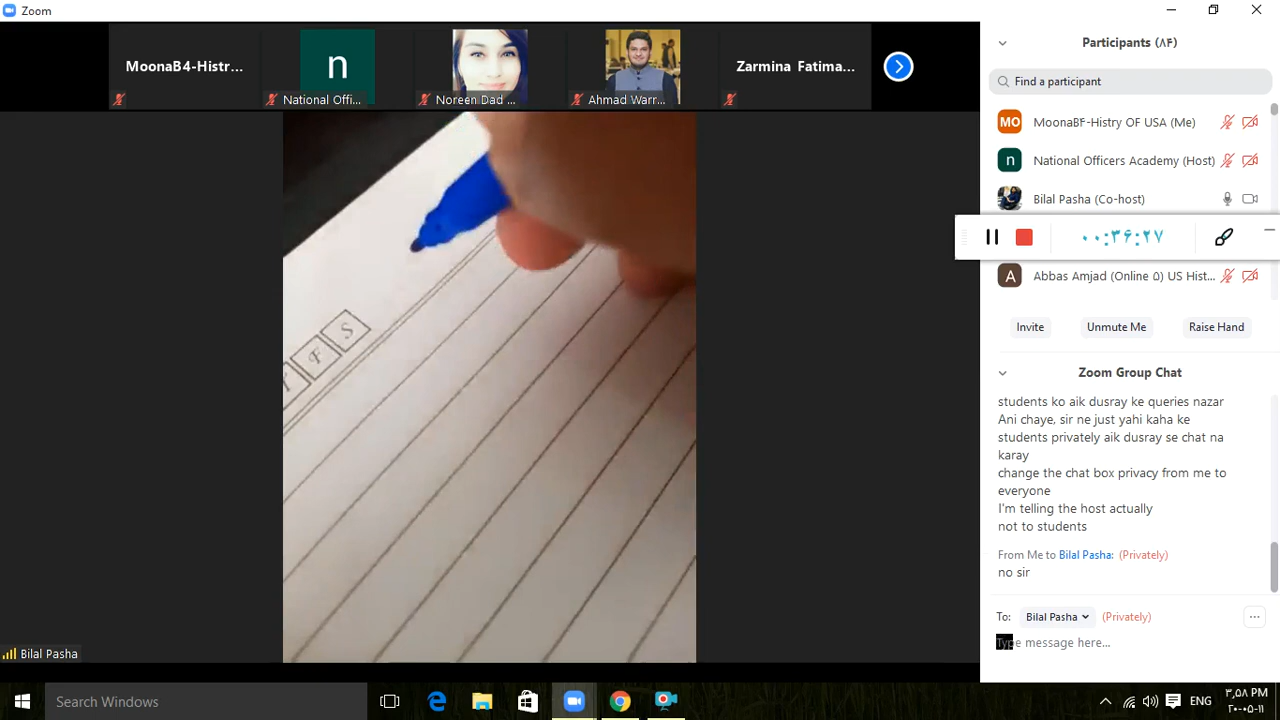 Zoom
MoonaB4-Histr...
National Offi...
Noreen Dad ...
Ahmad Warr...
Zarmina Fatima...
n
F S
Bilal Pasha
Participants (۸۴)
Find a participant
MO MoonaB۴-Histry OF USA (Me)
n National Officers Academy (Host)
Bilal Pasha (Co-host)
۰۰:۳۶:۲۷
A Abbas Amjad (Online ۵) US Hist...
Invite Unmute Me Raise Hand
Zoom Group Chat
students ko aik dusray ke queries nazar
Ani chaye, sir ne just yahi kaha ke
students privately aik dusray se chat na
karay
change the chat box privacy from me to
everyone
I'm telling the host actually
not to students
From Me to Bilal Pasha: (Privately)
no sir
To: Bilal Pasha (Privately)
Type message here...
Search Windows
ENG
۳,۵۸ PM
۲۰-۰۵-۱۱